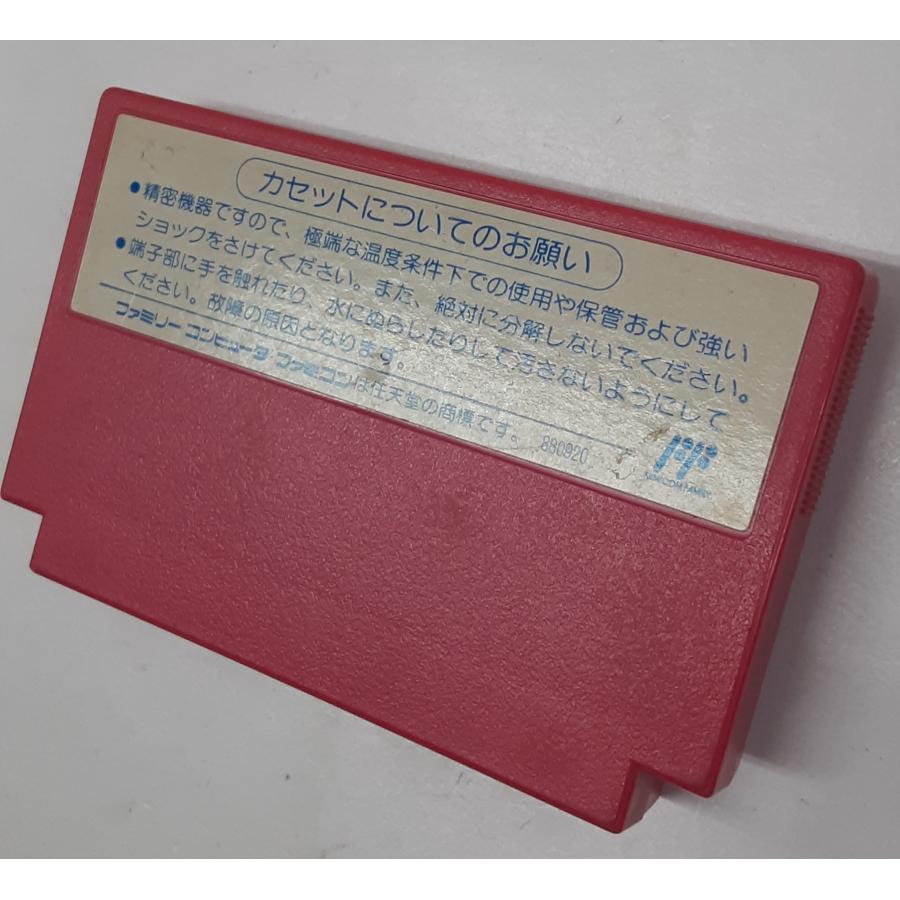 カセットについてのお願い
●精密機器ですので、極端な温度条件下での使用や保管および強い
ショックをさけてください。また、絶対に分解しないでください。
●端子部に手を触れたり、水にぬらしたりして汚さないようにして
ください。故障の原因となります。
ファミリーコンピュータ ファミコンは任天堂の商標です。 880920